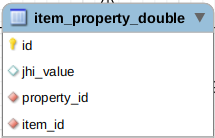 item_property_double
id
jhi_value
property_id
item_id